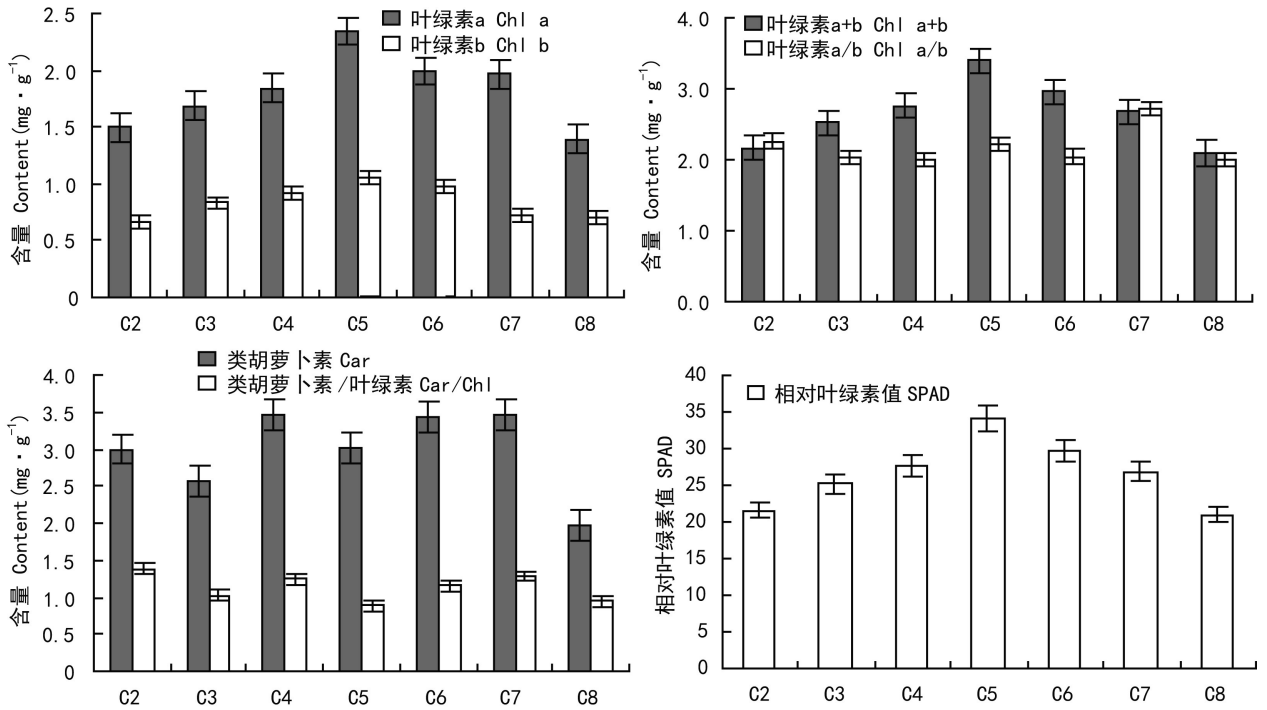 叶绿素a Chl a
叶绿素b Chl b
含量 Content(mg·g⁻¹)
2.5
2.0
1.5
1.0
0.5
0
C2 C3 C4 C5 C6 C7 C8
叶绿素a+b Chl a+b
叶绿素a/b Chl a/b
含量 Content(mg·g⁻¹)
4.0
3.0
2.0
1.0
0.0
C2 C3 C4 C5 C6 C7 C8
类胡萝卜素 Car
类胡萝卜素/叶绿素 Car/Chl
含量 Content(mg·g⁻¹)
4.0
3.5
3.0
2.5
2.0
1.5
1.0
0.5
0
C2 C3 C4 C5 C6 C7 C8
相对叶绿素值 SPAD
相对叶绿素值 SPAD
40
35
30
25
20
15
10
5
0
C2 C3 C4 C5 C6 C7 C8